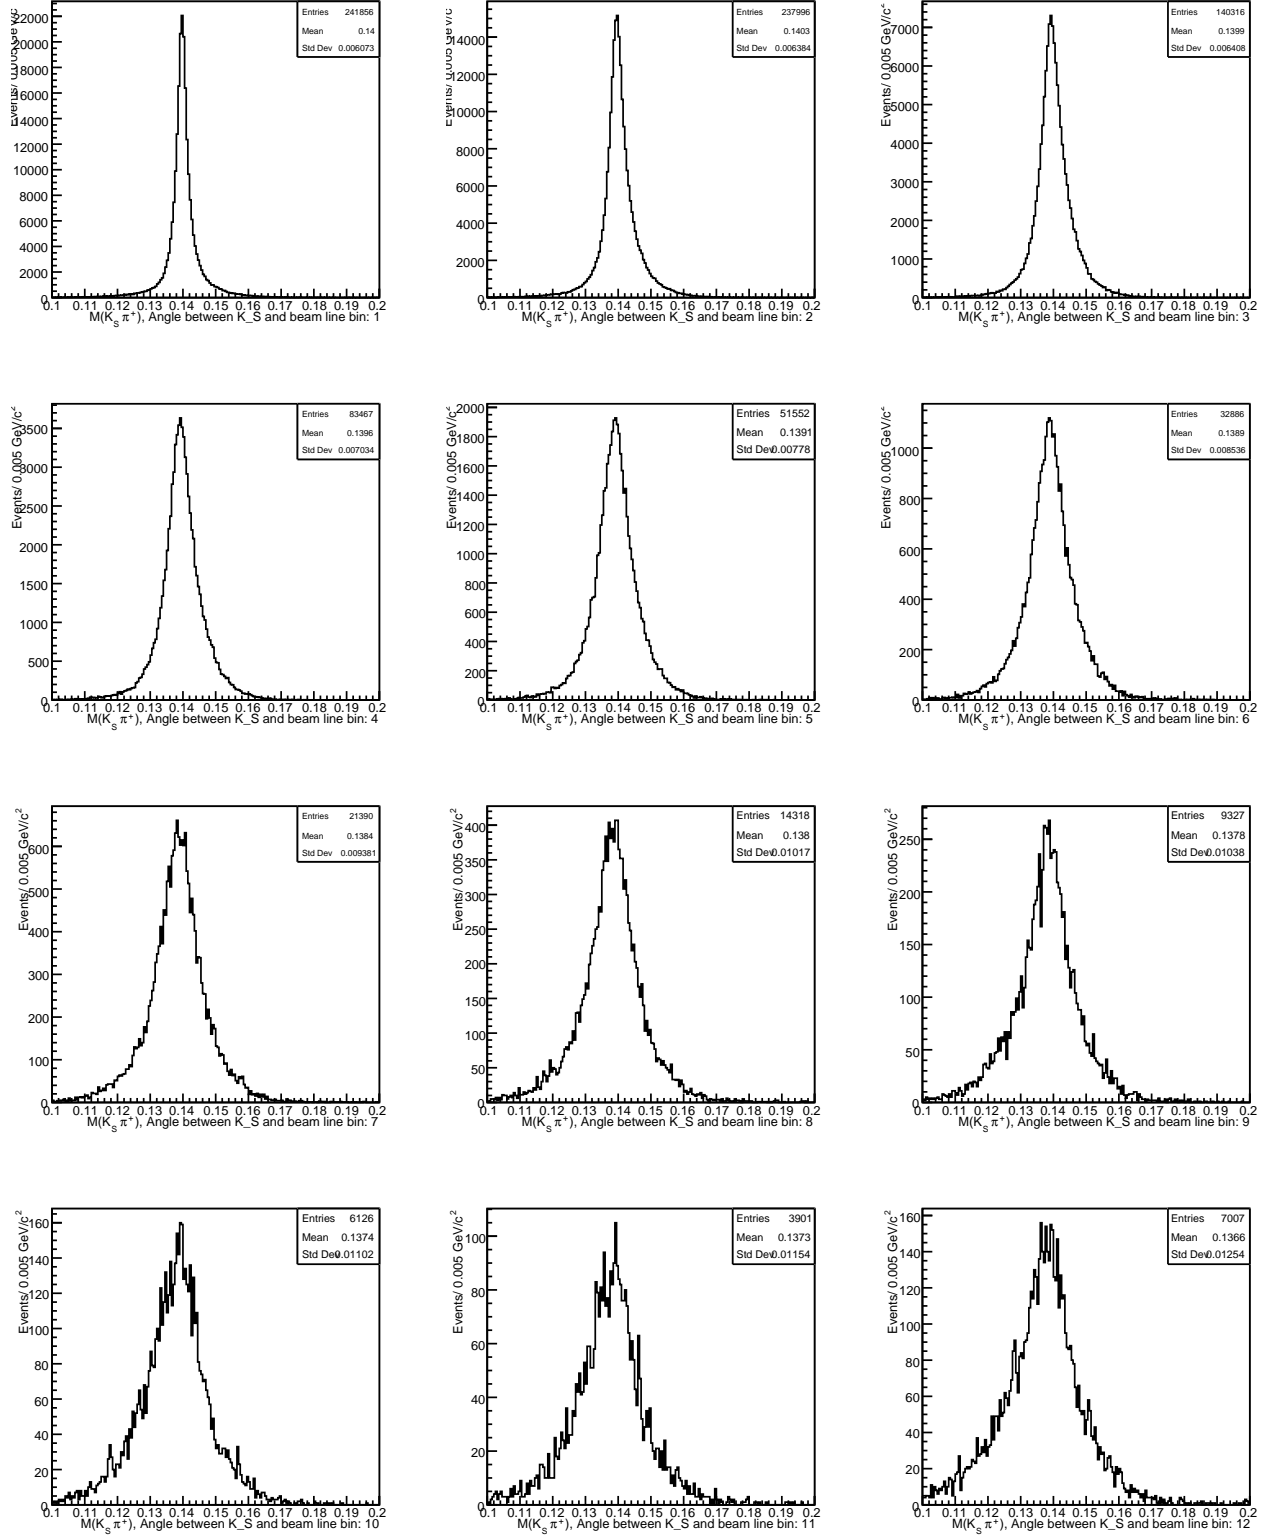 Events/ 0.005 GeV/c
22000
20000
18000
16000
14000
12000
10000
8000
6000
4000
2000
0
Entries 241856
Mean 0.14
Std Dev 0.006073
0.1 0.11 0.12 0.13 0.14 0.15 0.16 0.17 0.18 0.19 0.2
M(K_S π⁺), Angle between K_S and beam line bin: 1
Events/ 0.005 GeV/c
14000
12000
10000
8000
6000
4000
2000
0
Entries 237996
Mean 0.1403
Std Dev 0.006384
0.1 0.11 0.12 0.13 0.14 0.15 0.16 0.17 0.18 0.19 0.2
M(K_S π⁺), Angle between K_S and beam line bin: 2
Events/ 0.005 GeV/c²
7000
6000
5000
4000
3000
2000
1000
0
Entries 140316
Mean 0.1399
Std Dev 0.006408
0.1 0.11 0.12 0.13 0.14 0.15 0.16 0.17 0.18 0.19 0.2
M(K_S π⁺), Angle between K_S and beam line bin: 3
Events/ 0.005 GeV/c²
3500
3000
2500
2000
1500
1000
500
0
Entries 83467
Mean 0.1396
Std Dev 0.007034
0.1 0.11 0.12 0.13 0.14 0.15 0.16 0.17 0.18 0.19 0.2
M(K_S π⁺), Angle between K_S and beam line bin: 4
Events/ 0.005 GeV/c²
2000
1800
1600
1400
1200
1000
800
600
400
200
0
Entries 51552
Mean 0.1391
Std Dev 0.00778
0.1 0.11 0.12 0.13 0.14 0.15 0.16 0.17 0.18 0.19 0.2
M(K_S π⁺), Angle between K_S and beam line bin: 5
Events/ 0.005 GeV/c²
1000
800
600
400
200
0
Entries 32886
Mean 0.1389
Std Dev 0.008536
0.1 0.11 0.12 0.13 0.14 0.15 0.16 0.17 0.18 0.19 0.2
M(K_S π⁺), Angle between K_S and beam line bin: 6
Events/ 0.005 GeV/c²
600
500
400
300
200
100
0
Entries 21390
Mean 0.1384
Std Dev 0.009381
0.1 0.11 0.12 0.13 0.14 0.15 0.16 0.17 0.18 0.19 0.2
M(K_S π⁺), Angle between K_S and beam line bin: 7
Events/ 0.005 GeV/c²
400
350
300
250
200
150
100
50
0
Entries 14318
Mean 0.138
Std Dev 0.01017
0.1 0.11 0.12 0.13 0.14 0.15 0.16 0.17 0.18 0.19 0.2
M(K_S π⁺), Angle between K_S and beam line bin: 8
Events/ 0.005 GeV/c²
250
200
150
100
50
0
Entries 9327
Mean 0.1378
Std Dev 0.01038
0.1 0.11 0.12 0.13 0.14 0.15 0.16 0.17 0.18 0.19 0.2
M(K_S π⁺), Angle between K_S and beam line bin: 9
Events/ 0.005 GeV/c²
160
140
120
100
80
60
40
20
0
Entries 6126
Mean 0.1374
Std Dev 0.01102
0.1 0.11 0.12 0.13 0.14 0.15 0.16 0.17 0.18 0.19 0.2
M(K_S π⁺), Angle between K_S and beam line bin: 10
Events/ 0.005 GeV/c²
100
80
60
40
20
0
Entries 3901
Mean 0.1373
Std Dev 0.01154
0.1 0.11 0.12 0.13 0.14 0.15 0.16 0.17 0.18 0.19 0.2
M(K_S π⁺), Angle between K_S and beam line bin: 11
Events/ 0.005 GeV/c²
160
140
120
100
80
60
40
20
0
Entries 7007
Mean 0.1366
Std Dev 0.01254
0.1 0.11 0.12 0.13 0.14 0.15 0.16 0.17 0.18 0.19 0.2
M(K_S π⁺), Angle between K_S and beam line bin: 12